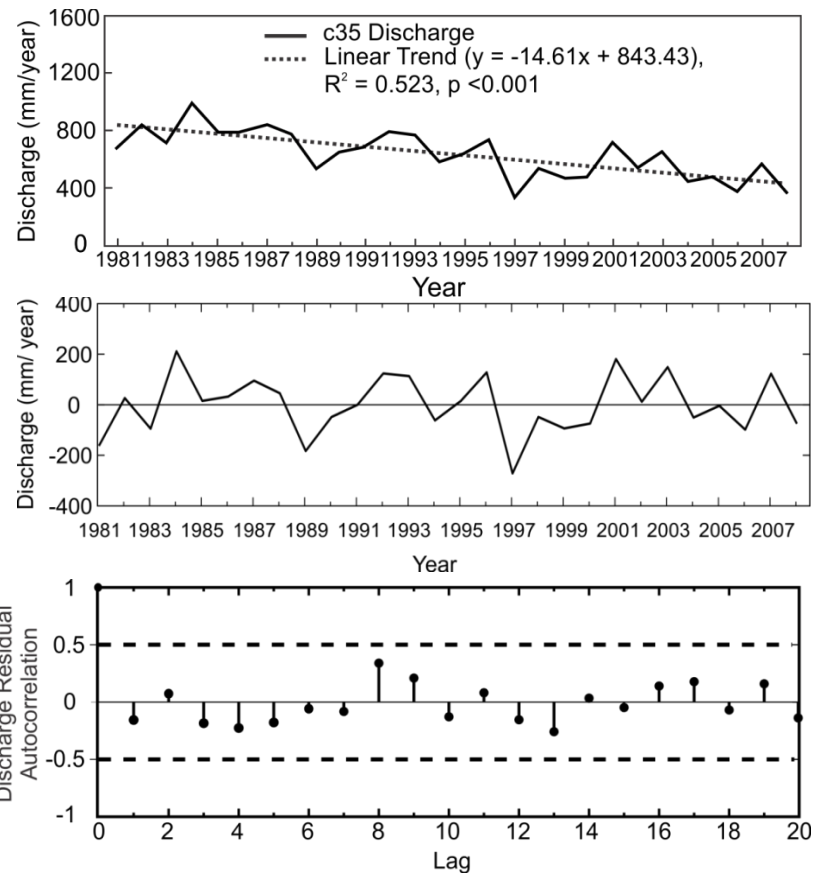 1600
1200
800
400
0
Discharge (mm/year)
c35 Discharge
Linear Trend (y = -14.61x + 843.43),
R² = 0.523, p <0.001
1981 1983 1985 1987 1989 1991 1993 1995 1997 1999 2001 2003 2005 2007
Year
400
200
0
-200
-400
Discharge (mm/ year)
1981 1983 1985 1987 1989 1991 1993 1995 1997 1999 2001 2003 2005 2007
Year
1
0.5
0
-0.5
-1
Discharge Residual
Autocorrelation
0 2 4 6 8 10 12 14 16 18 20
Lag